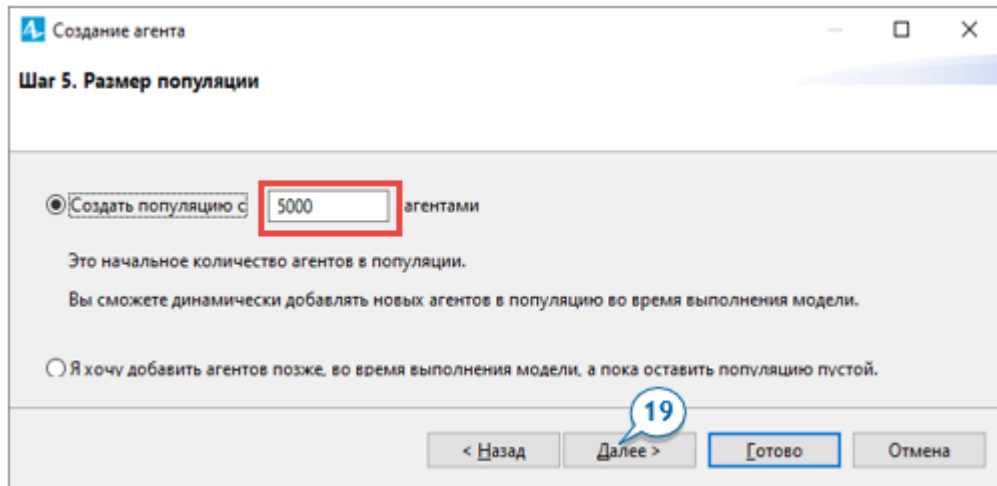 Создание агента
Шаг 5. Размер популяции
Создать популяцию с 5000 агентами
Это начальное количество агентов в популяции.
Вы сможете динамически добавлять новых агентов в популяцию во время выполнения модели.
Я хочу добавить агентов позже, во время выполнения модели, а пока оставить популяцию пустой.
19
< Назад Далее > Готово Отмена